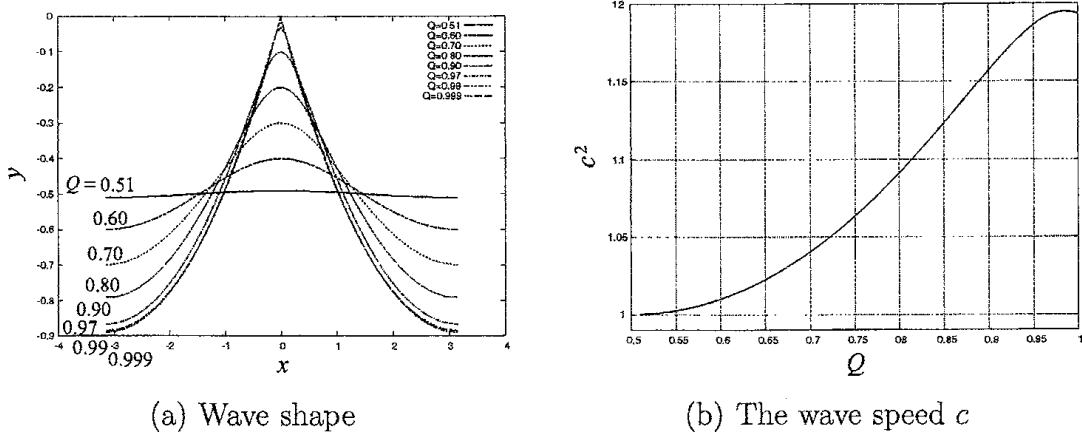 0
-0.1
-0.2
-0.3
-0.4
-0.5
-0.6
-0.7
-0.8
-0.9
y
Q=0.51
Q=0.60
Q=0.70
Q=0.80
Q=0.90
Q=0.97
Q=0.99
Q=0.999
Q = 0.51
0.60
0.70
0.80
0.90
0.97
0.99
0.999
-4 -3 -2 -1 0 1 2 3 4
x
(a) Wave shape
1.2
1.15
1.1
1.05
1
c²
0.5 0.55 0.6 0.65 0.7 0.75 0.8 0.85 0.9 0.95 1
Q
(b) The wave speed c